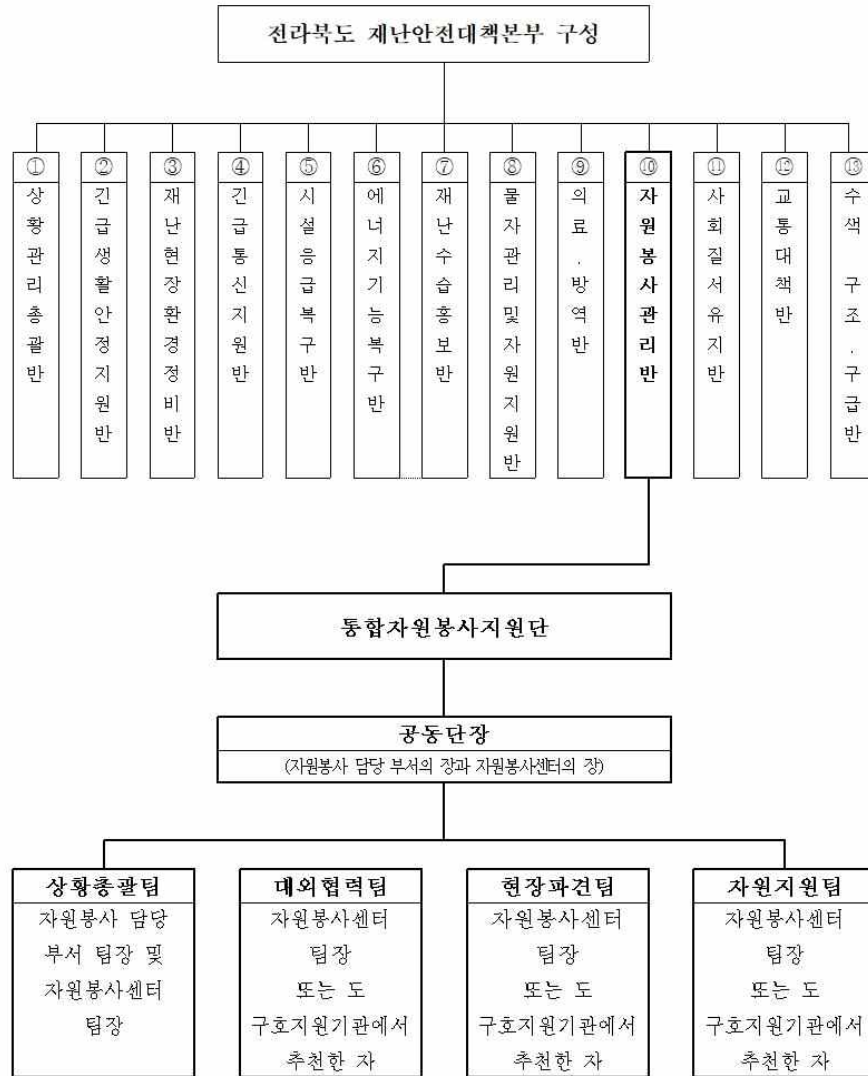 전라북도 재난안전대책본부 구성
①
상황관리총괄반
②
긴급생활안정지원반
③
재난현장환경정비반
④
긴급통신지원반
⑤
시설응급복구반
⑥
에너지기능복구반
⑦
재난수습홍보반
⑧
물자관리및자원지원반
⑨
의료.방역반
⑩
자원봉사관리반
⑪
사회질서유지반
⑫
교통대책반
⑬
수색 구조.구급반
통합자원봉사지원단
공동단장
(자원봉사 담당 부서의 장과 자원봉사센터의 장)
상황총괄팀
자원봉사 담당
부서 팀장 및
자원봉사센터
팀장
대외협력팀
자원봉사센터
팀장
또는 도
구호지원기관에서
추천한 자
현장파견팀
자원봉사센터
팀장
또는 도
구호지원기관에서
추천한 자
자원지원팀
자원봉사센터
팀장
또는 도
구호지원기관에서
추천한 자